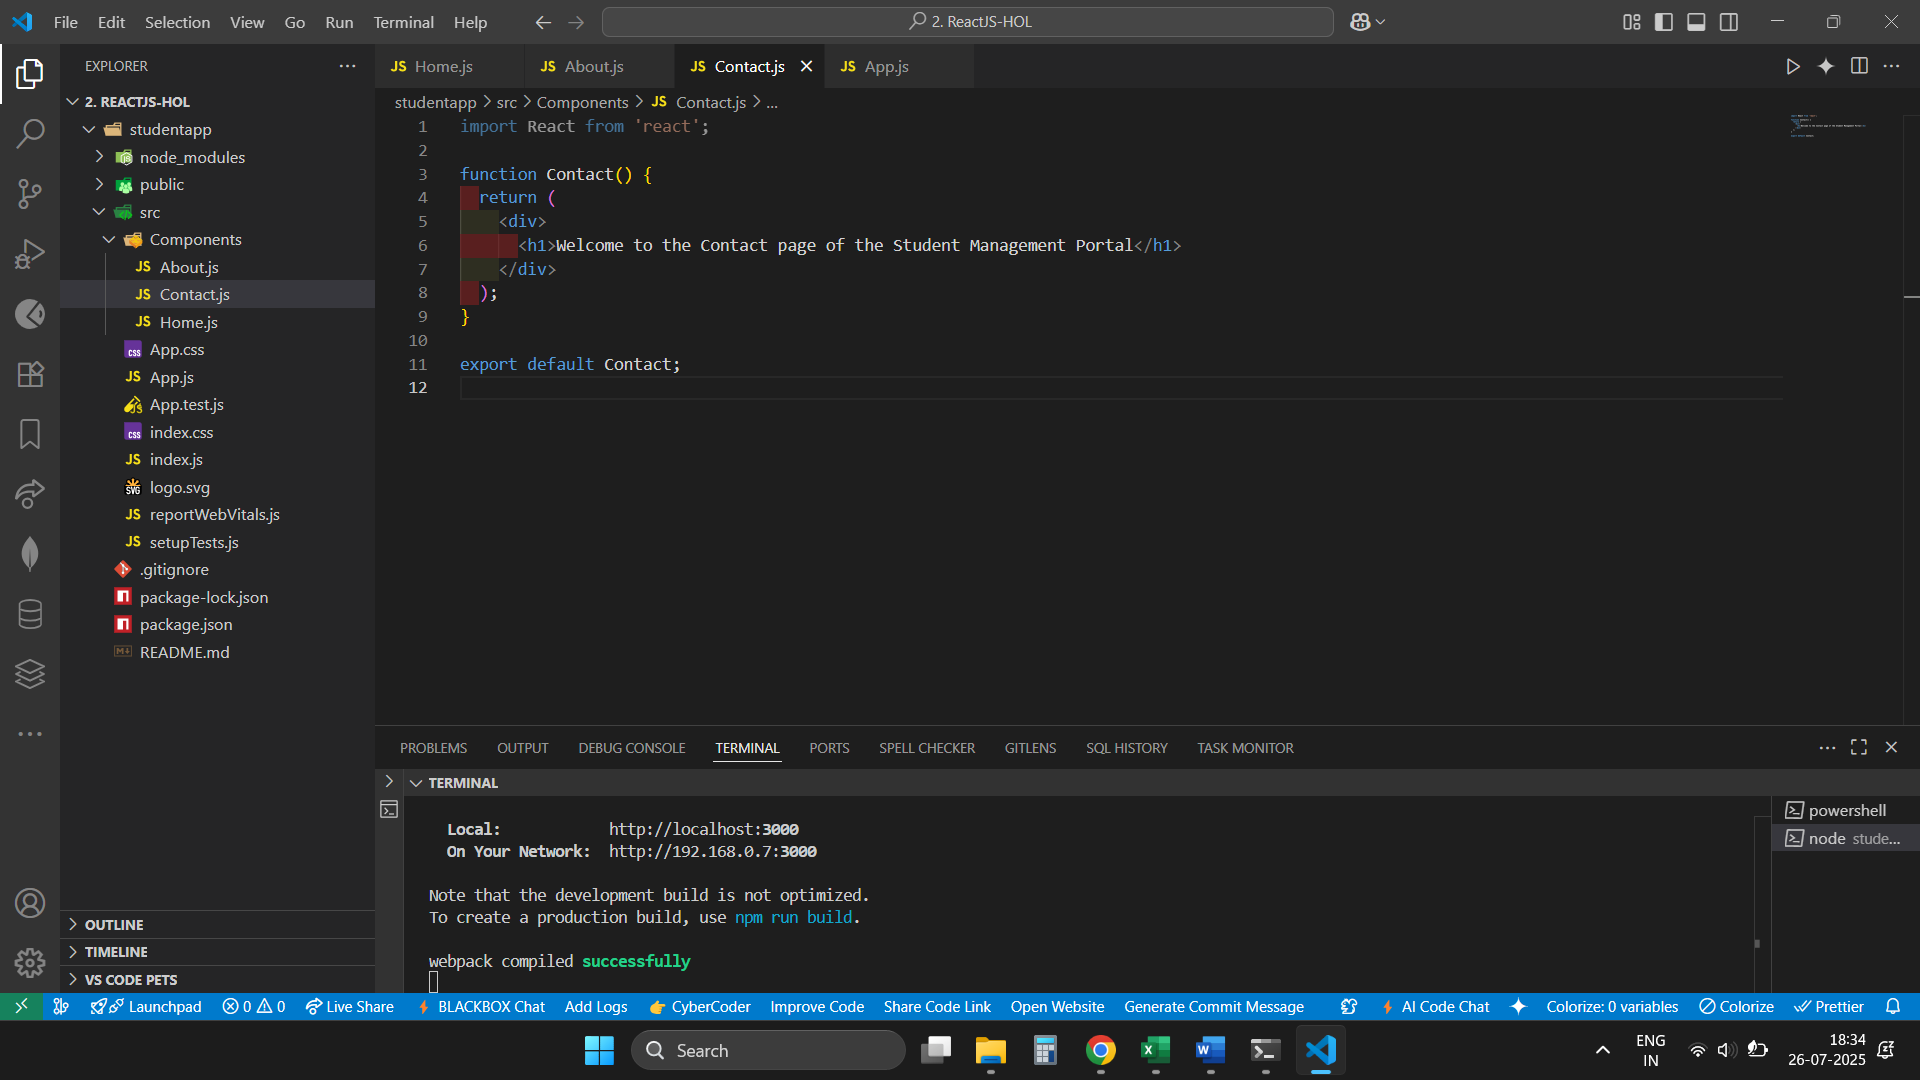 File Edit Selection View Go Run Terminal Help
2. ReactJS-HOL
EXPLORER
2. REACTJS-HOL
studentapp
node_modules
public
src
Components
JS About.js
JS Contact.js
JS Home.js
css App.css
JS App.js
App.test.js
css index.css
JS index.js
SVG logo.svg
JS reportWebVitals.js
JS setupTests.js
.gitignore
package-lock.json
package.json
README.md
OUTLINE
TIMELINE
VS CODE PETS
JS Home.js JS About.js JS Contact.js JS App.js
studentapp > src > Components > JS Contact.js > ...
1 import React from 'react';
2
3 function Contact() {
4 return (
5 <div>
6 <h1>Welcome to the Contact page of the Student Management Portal</h1>
7 </div>
8 );
9 }
10
11 export default Contact;
12
PROBLEMS OUTPUT DEBUG CONSOLE TERMINAL PORTS SPELL CHECKER GITLENS SQL HISTORY TASK MONITOR
TERMINAL
Local: http://localhost:3000
On Your Network: http://192.168.0.7:3000
Note that the development build is not optimized.
To create a production build, use npm run build.
webpack compiled successfully
powershell
node stude...
Launchpad 0 0 Live Share BLACKBOX Chat Add Logs CyberCoder Improve Code Share Code Link Open Website Generate Commit Message AI Code Chat Colorize: 0 variables Colorize Prettier
Search
ENG
IN
18:34
26-07-2025